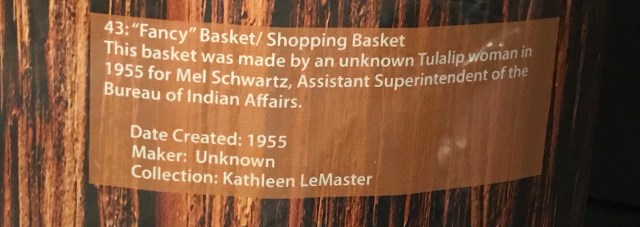 43: “Fancy” Basket/ Shopping Basket
This basket was made by an unknown Tulalip woman in
1955 for Mel Schwartz, Assistant Superintendent of the
Bureau of Indian Affairs.
Date Created: 1955
Maker: Unknown
Collection: Kathleen LeMaster